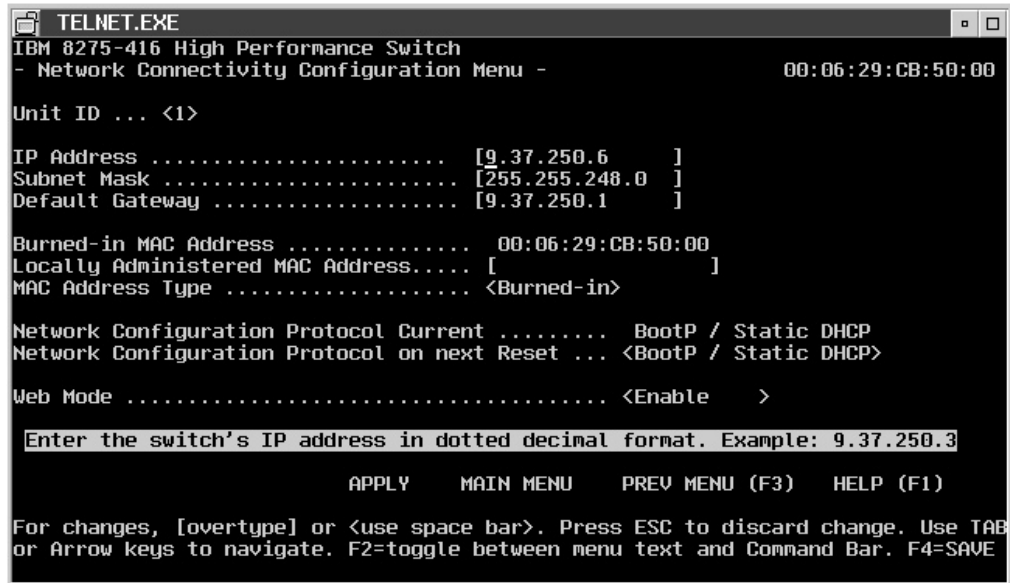 TELNET.EXE
IBM 8275-416 High Performance Switch
- Network Connectivity Configuration Menu - 00:06:29:CB:50:00
Unit ID ... <1>
IP Address ........................ [9.37.250.6 ]
Subnet Mask ........................ [255.255.248.0 ]
Default Gateway .................... [9.37.250.1 ]
Burned-in MAC Address ............... 00:06:29:CB:50:00
Locally Administered MAC Address..... [ ]
MAC Address Type .................... <Burned-in>
Network Configuration Protocol Current ......... BootP / Static DHCP
Network Configuration Protocol on next Reset ... <BootP / Static DHCP>
Web Mode ....................................... <Enable >
Enter the switch's IP address in dotted decimal format. Example: 9.37.250.3
APPLY MAIN MENU PREV MENU (F3) HELP (F1)
For changes, [overtype] or <use space bar>. Press ESC to discard change. Use TAB
or Arrow keys to navigate. F2=toggle between menu text and Command Bar. F4=SAVE